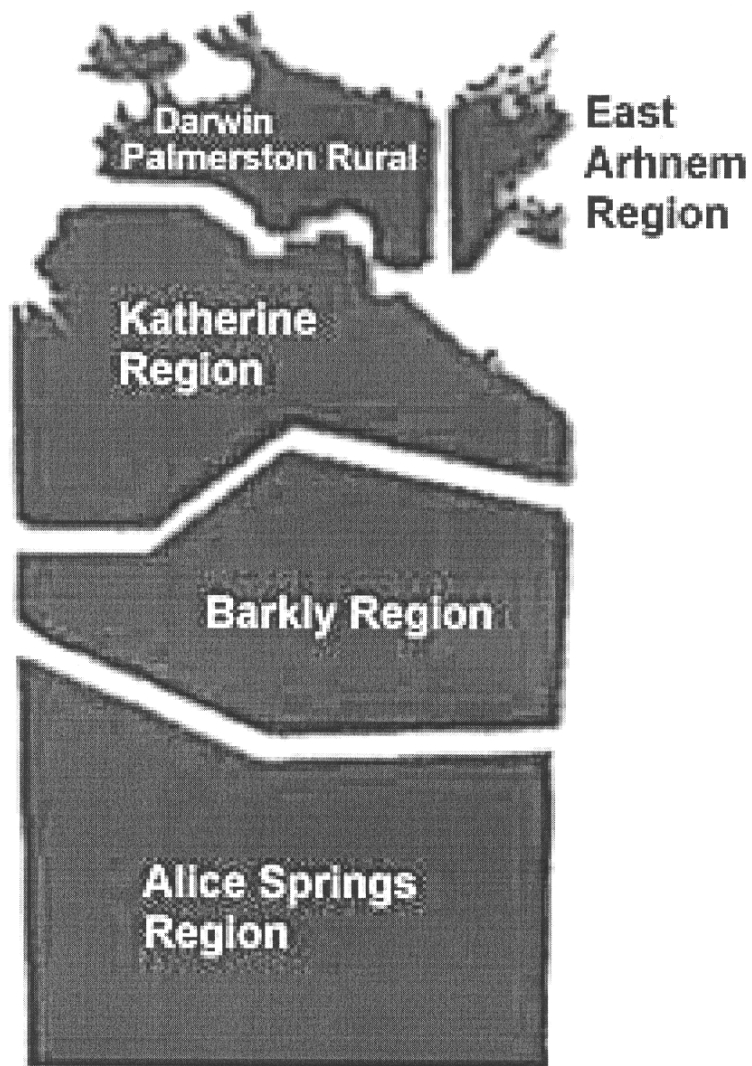 Darwin
Palmerston Rural
East
Arhnem
Region
Katherine
Region
Barkly Region
Alice Springs
Region